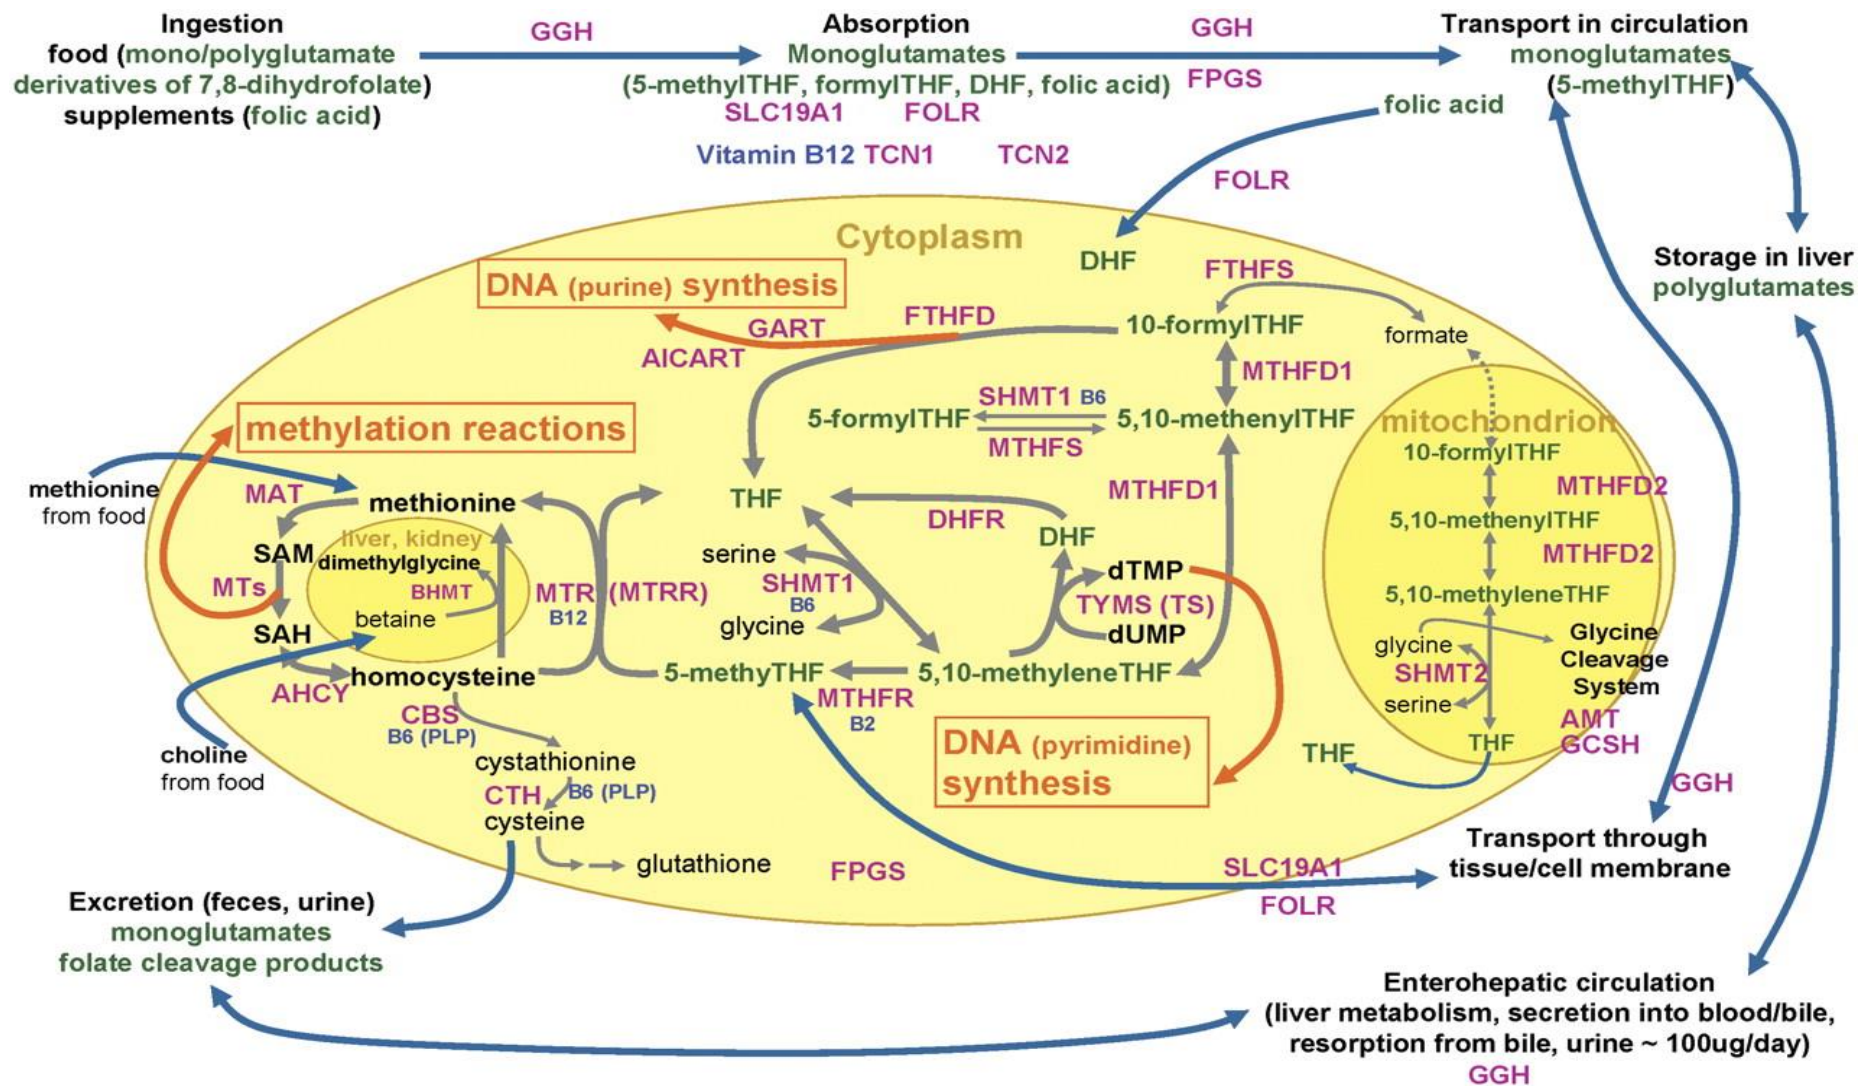 Ingestion
food (mono/polyglutamate
derivatives of 7,8-dihydrofolate)
supplements (folic acid)
GGH
Absorption
Monoglutamates
(5-methylTHF, formylTHF, DHF, folic acid)
SLC19A1 FOLR
Vitamin B12 TCN1 TCN2
GGH
FPGS
Transport in circulation
monoglutamates
(5-methylTHF)
folic acid
FOLR
Storage in liver
polyglutamates
Cytoplasm
DHF
DNA (purine) synthesis
GART
AICART
FTHFD
FTHFS
10-formylTHF
formate
MTHFD1
5-formylTHF
SHMT1 B6
MTHFS
5,10-methenylTHF
MTHFD1
methylation reactions
methionine
from food
MAT
methionine
SAM
MTs
SAH
AHCY
liver, kidney
dimethylglycine
BHMT
betaine
homocysteine
MTR (MTRR)
B12
THF
DHFR
DHF
serine
SHMT1
B6
glycine
dTMP
TYMS (TS)
dUMP
5-methyTHF
MTHFR
B2
5,10-methyleneTHF
CBS
B6 (PLP)
cystathionine
CTH
B6 (PLP)
cysteine
glutathione
choline
from food
DNA (pyrimidine)
synthesis
FPGS
mitochondrion
10-formylTHF
MTHFD2
5,10-methenylTHF
MTHFD2
5,10-methyleneTHF
glycine
SHMT2
serine
Glycine
Cleavage
System
AMT
GCSH
THF
THF
GGH
Transport through
tissue/cell membrane
SLC19A1
FOLR
Excretion (feces, urine)
monoglutamates
folate cleavage products
Enterohepatic circulation
(liver metabolism, secretion into blood/bile,
resorption from bile, urine ~ 100ug/day)
GGH